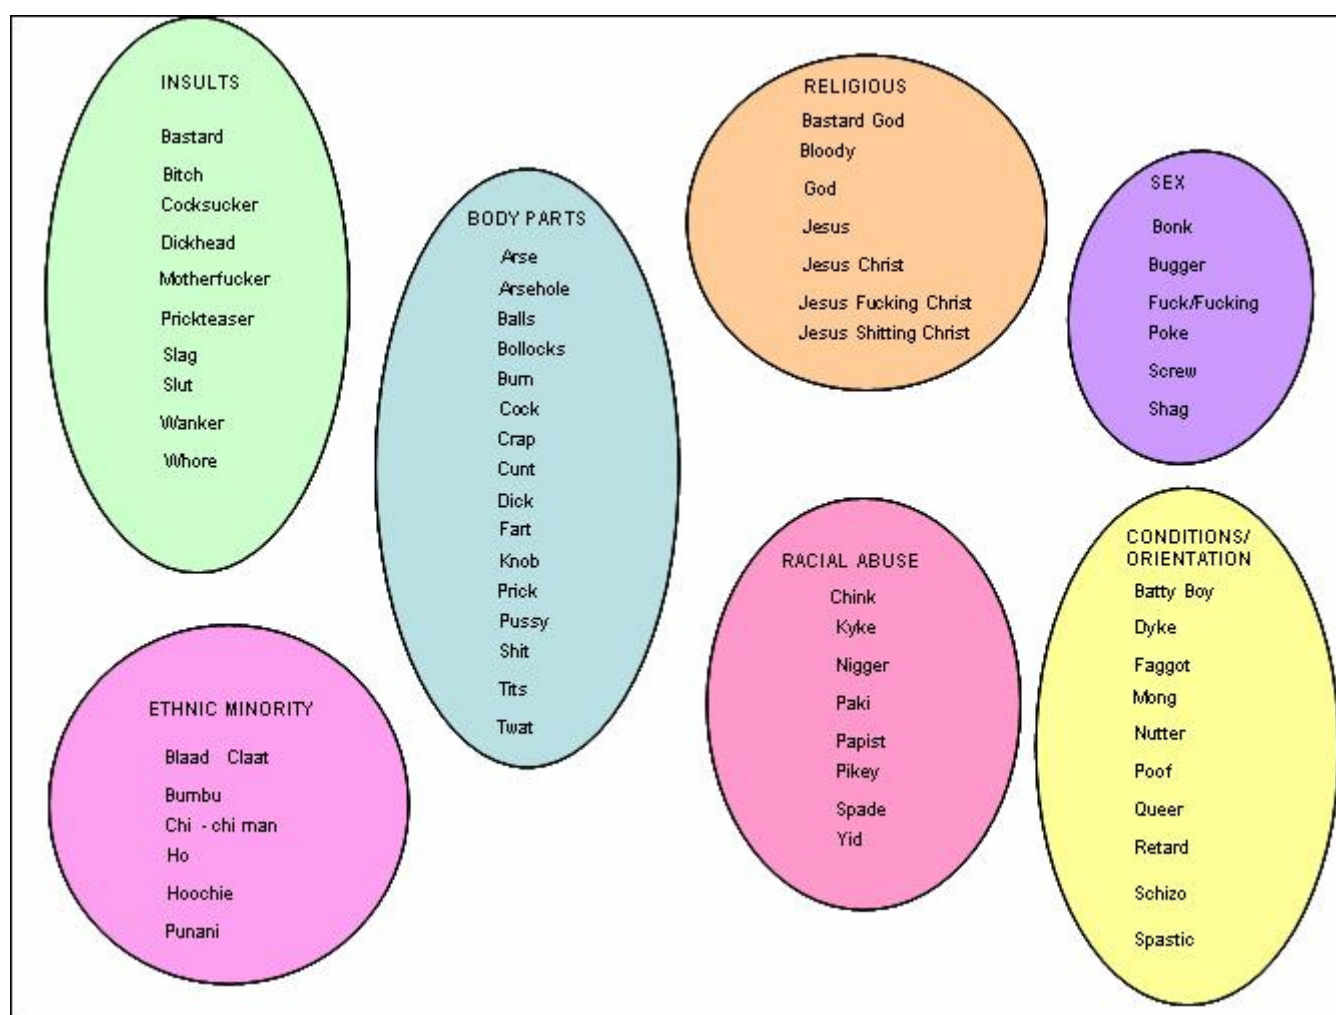 INSULTS
Bastard
Bitch
Cocksucker
Dickhead
Motherfucker
Prickteaser
Slag
Slut
Wanker
Whore
BODY PARTS
Arse
Arsehole
Balls
Bollocks
Bum
Cock
Crap
Cunt
Dick
Fart
Knob
Prick
Pussy
Shit
Tits
Twat
RELIGIOUS
Bastard God
Bloody
God
Jesus
Jesus Christ
Jesus Fucking Christ
Jesus Shitting Christ
SEX
Bonk
Bugger
Fuck/Fucking
Poke
Screw
Shag
ETHNIC MINORITY
Blaad Claat
Bumbu
Chi - chi man
Ho
Hoochie
Punani
RACIAL ABUSE
Chink
Kyke
Nigger
Paki
Papist
Pikey
Spade
Yid
CONDITIONS/
ORIENTATION
Batty Boy
Dyke
Faggot
Mong
Nutter
Poof
Queer
Retard
Schizo
Spastic